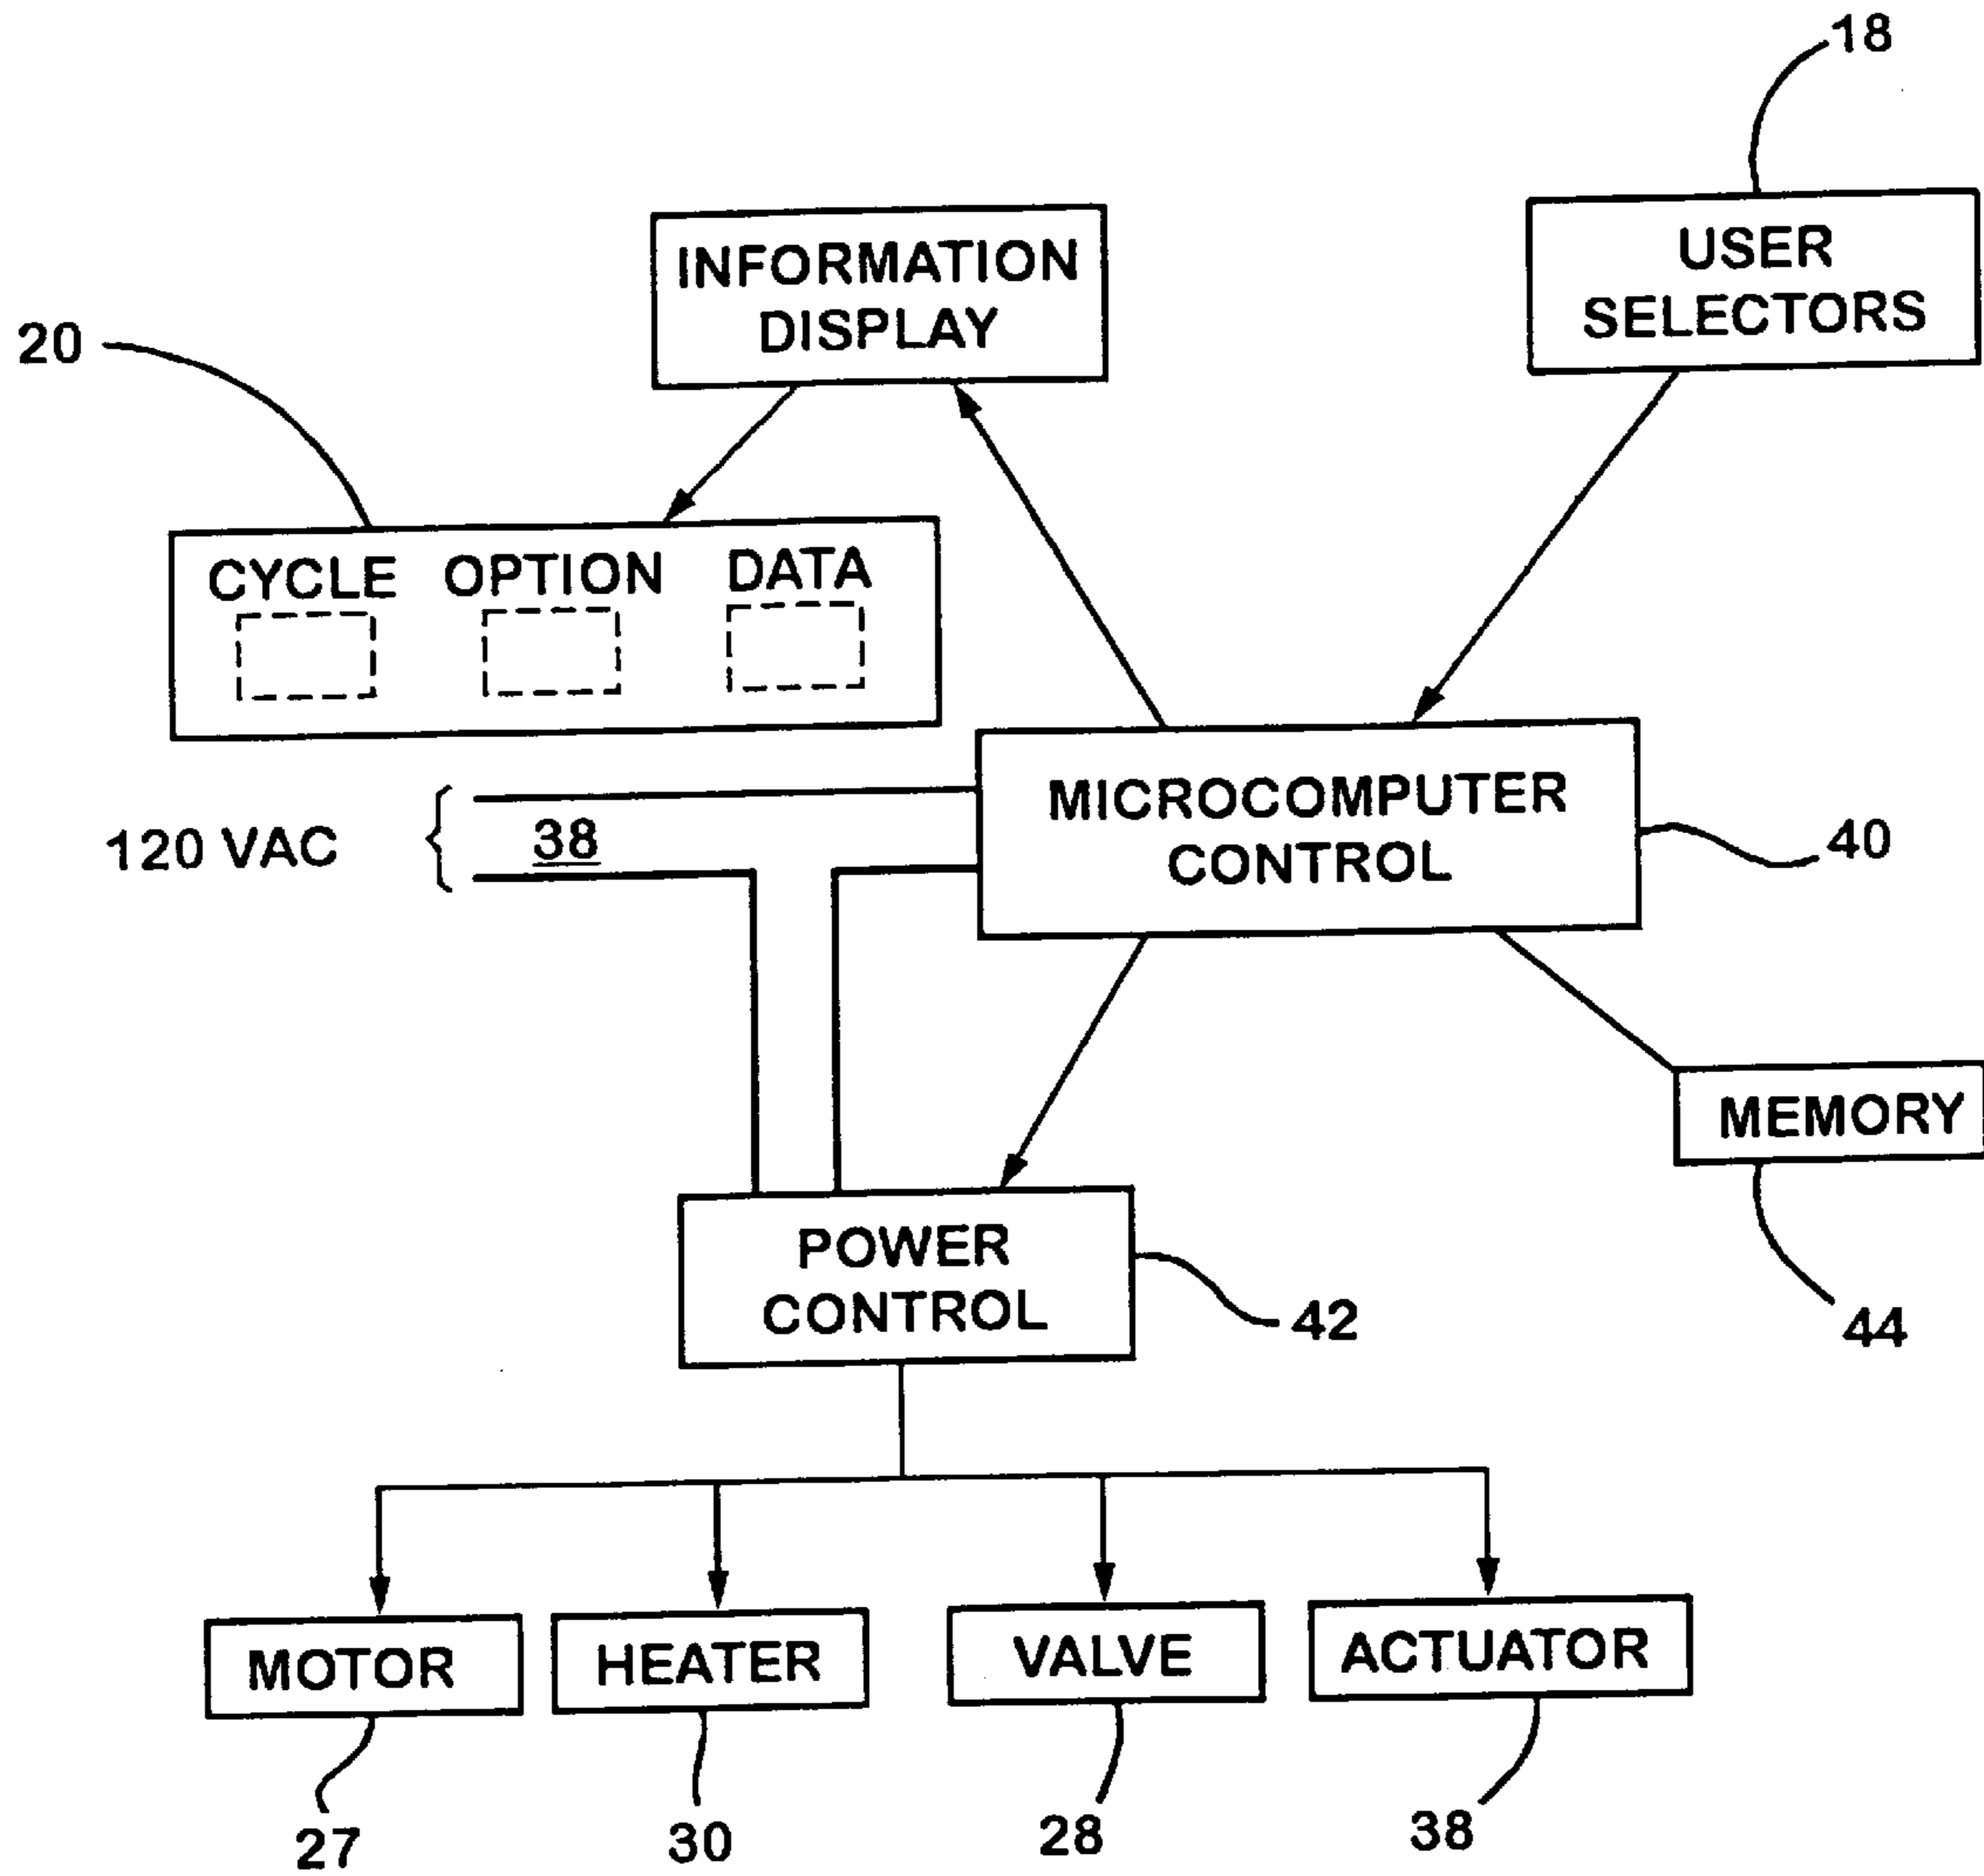 18
INFORMATION
DISPLAY
USER
SELECTORS
20
CYCLE OPTION DATA
120 VAC
38
MICROCOMPUTER
CONTROL
40
MEMORY
44
POWER
CONTROL
42
MOTOR
HEATER
VALVE
ACTUATOR
27
30
28
38